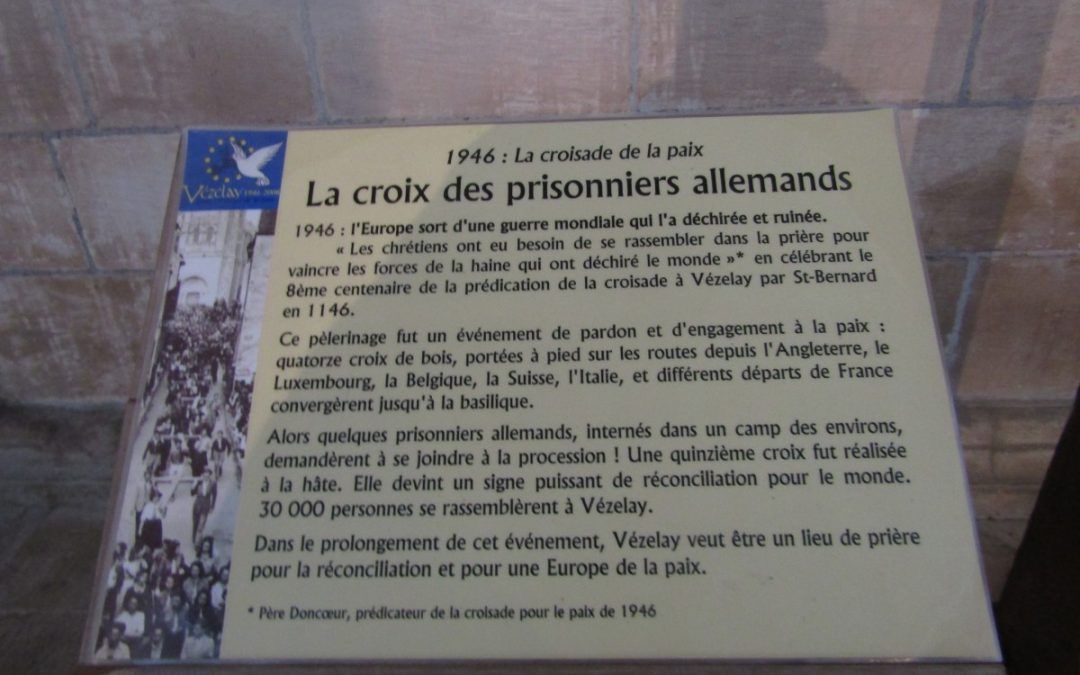 Vézelay 1946-2006
1946 : La croisade de la paix
La croix des prisonniers allemands
1946 : l'Europe sort d'une guerre mondiale qui l'a déchirée et ruinée.
« Les chrétiens ont eu besoin de se rassembler dans la prière pour
vaincre les forces de la haine qui ont déchiré le monde »* en célébrant le
8ème centenaire de la prédication de la croisade à Vézelay par St-Bernard
en 1146.
Ce pèlerinage fut un événement de pardon et d'engagement à la paix :
quatorze croix de bois, portées à pied sur les routes depuis l'Angleterre, le
Luxembourg, la Belgique, la Suisse, l'Italie, et différents départs de France
convergèrent jusqu'à la basilique.
Alors quelques prisonniers allemands, internés dans un camp des environs,
demandèrent à se joindre à la procession ! Une quinzième croix fut réalisée
à la hâte. Elle devint un signe puissant de réconciliation pour le monde.
30 000 personnes se rassemblèrent à Vézelay.
Dans le prolongement de cet événement, Vézelay veut être un lieu de prière
pour la réconciliation et pour une Europe de la paix.
* Père Doncœur, prédicateur de la croisade pour le paix de 1946